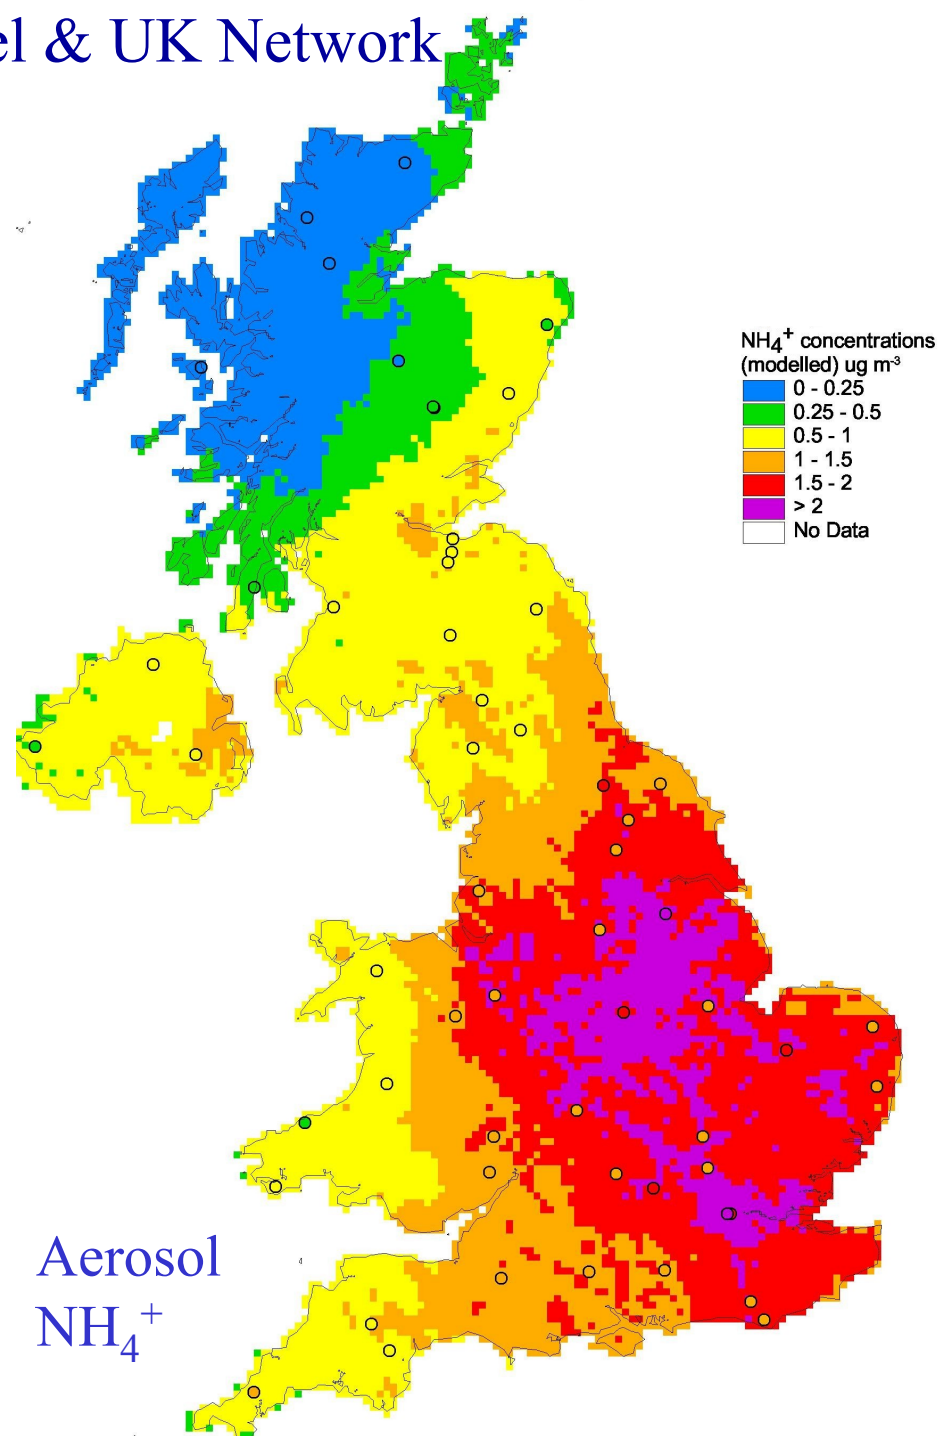 el & UK Network
NH₄⁺ concentrations
(modelled) ug m⁻³
0 - 0.25
0.25 - 0.5
0.5 - 1
1 - 1.5
1.5 - 2
> 2
No Data
Aerosol
NH₄⁺